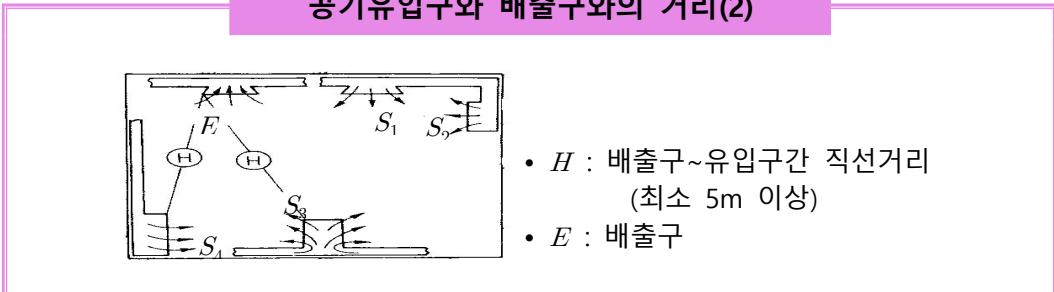 공기유입구와 배출구와의 거리(2)
E
S₁
S₂
H
H
S₃
S₄
• H : 배출구~유입구간 직선거리
(최소 5m 이상)
• E : 배출구